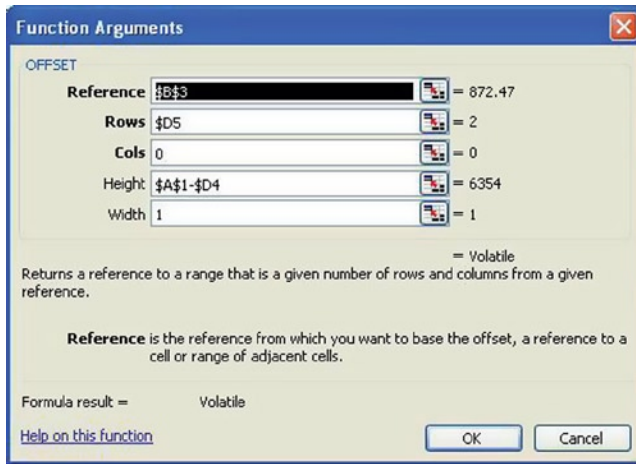 Function Arguments
OFFSET
Reference $B$3 = 872.47
Rows $D5 = 2
Cols 0 = 0
Height $A$1-$D4 = 6354
Width 1 = 1
= Volatile
Returns a reference to a range that is a given number of rows and columns from a given
reference.
Reference is the reference from which you want to base the offset, a reference to a
cell or range of adjacent cells.
Formula result = Volatile
Help on this function OK Cancel